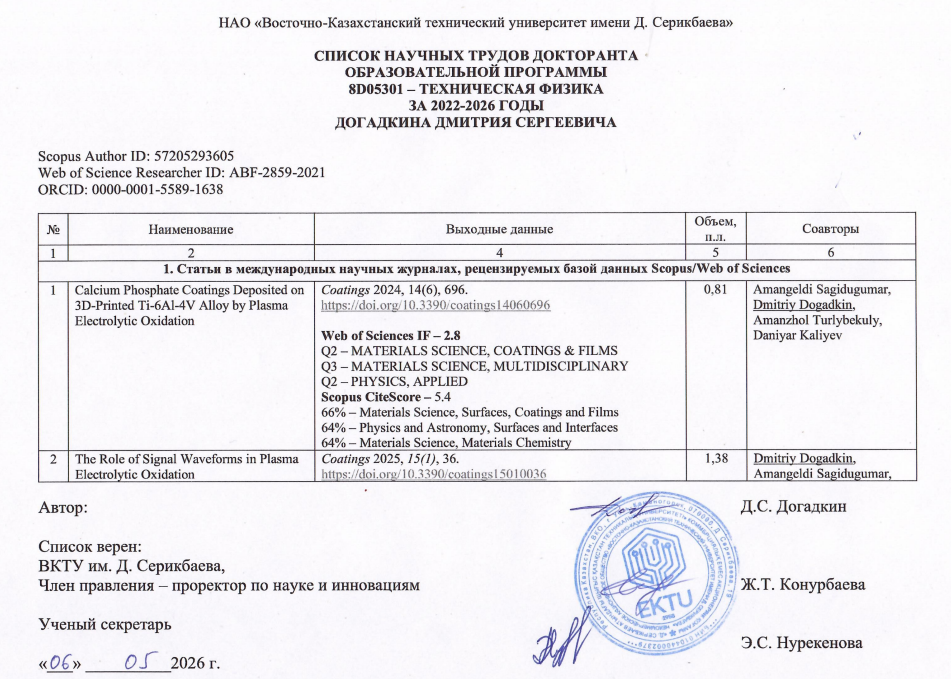 НАО «Восточно-Казахстанский технический университет имени Д. Серикбаева»
СПИСОК НАУЧНЫХ ТРУДОВ ДОКТОРАНТА
ОБРАЗОВАТЕЛЬНОЙ ПРОГРАММЫ
8D05301 – ТЕХНИЧЕСКАЯ ФИЗИКА
ЗА 2022-2026 ГОДЫ
ДОГАДКИНА ДМИТРИЯ СЕРГЕЕВИЧА
Scopus Author ID: 57205293605
Web of Science Researcher ID: ABF-2859-2021
ORCID: 0000-0001-5589-1638
№ Наименование Выходные данные Объем, п.л. Соавторы
1 2 4 5 6
1. Статьи в международных научных журналах, рецензируемых базой данных Scopus/Web of Sciences
1 Calcium Phosphate Coatings Deposited on Coatings 2024, 14(6), 696. 0,81 Amangeldi Sagidugumar,
3D-Printed Ti-6Al-4V Alloy by Plasma https://doi.org/10.3390/coatings14060696 Dmitriy Dogadkin,
Electrolytic Oxidation Amanzhol Turlybekuly,
Web of Sciences IF – 2.8 Daniyar Kaliyev
Q2 – MATERIALS SCIENCE, COATINGS & FILMS
Q3 – MATERIALS SCIENCE, MULTIDISCIPLINARY
Q2 – PHYSICS, APPLIED
Scopus CiteScore – 5.4
66% – Materials Science, Surfaces, Coatings and Films
64% – Physics and Astronomy, Surfaces and Interfaces
64% – Materials Science, Materials Chemistry
2 The Role of Signal Waveforms in Plasma Coatings 2025, 15(1), 36. 1,38 Dmitriy Dogadkin,
Electrolytic Oxidation https://doi.org/10.3390/coatings15010036 Amangeldi Sagidugumar,
Автор: Д.С. Догадкин
Список верен:
ВКТУ им. Д. Серикбаева,
Член правления – проректор по науке и инновациям Ж.Т. Конурбаева
EKTU
Ученый секретарь Э.С. Нурекенова
«06» 05 2026 г.